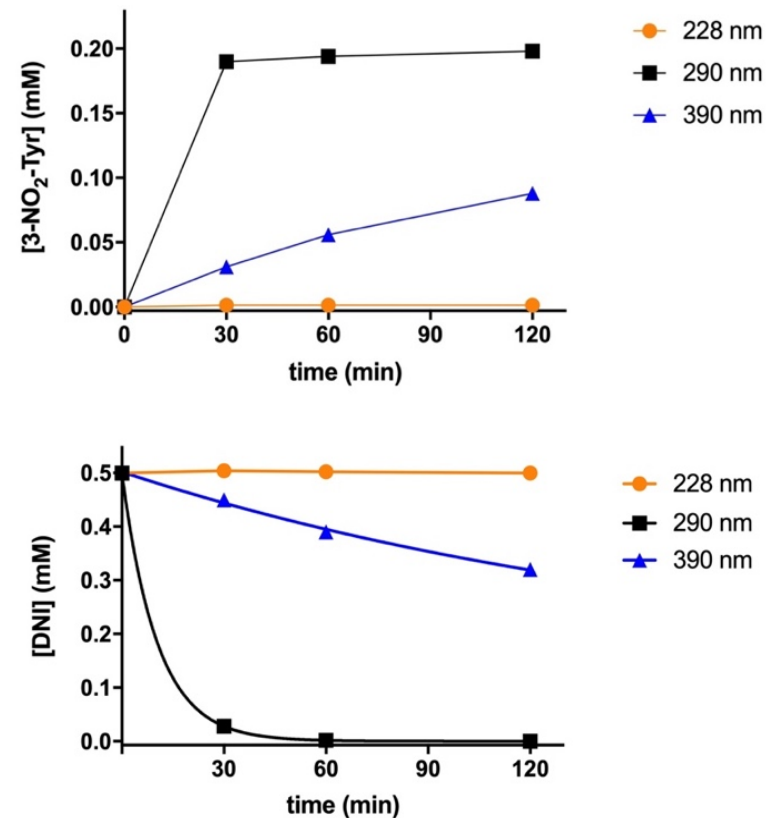 [3-NO2-Tyr] (mM)
0.20
0.15
0.10
0.05
0.00
0 30 60 90 120
time (min)
228 nm
290 nm
390 nm
[DNI] (mM)
0.5
0.4
0.3
0.2
0.1
0.0
30 60 90 120
time (min)
228 nm
290 nm
390 nm